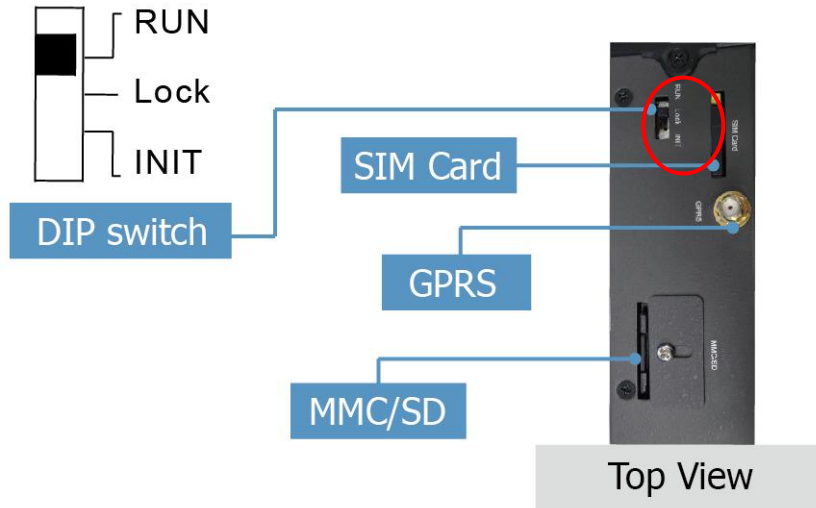 RUN
Lock
INIT
DIP switch
SIM Card
GPRS
MMC/SD
RUN
Lock
INIT
SIM Card
GPRS
MMC/SD
Top View